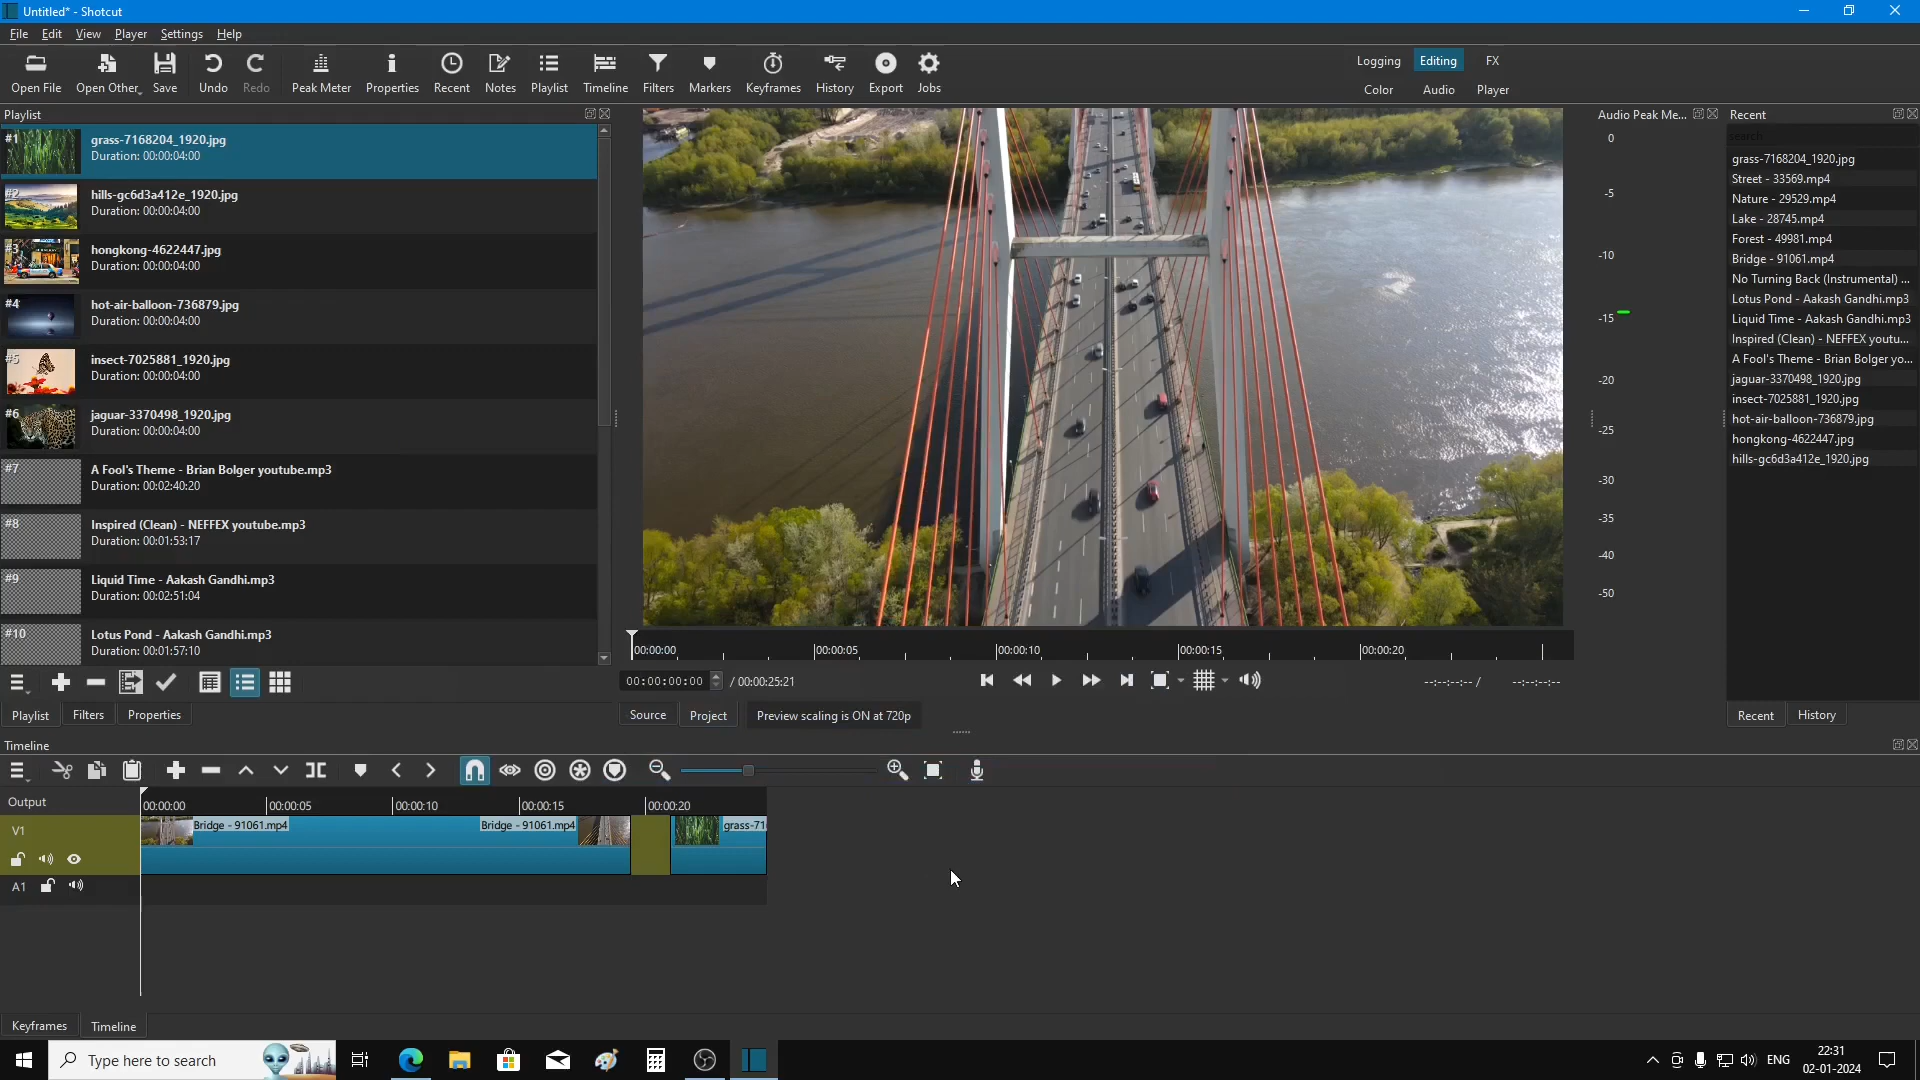 Untitled* - Shotcut
File Edit View Player Settings Help
Open File Open Other Save Undo Redo Peak Meter Properties Recent Notes Playlist Timeline Filters Markers Keyframes History Export Jobs
Logging Editing FX
Color Audio Player
Playlist
#1 grass-7168204_1920.jpg
Duration: 00:00:04:00
#2 hills-gc6d3a412e_1920.jpg
Duration: 00:00:04:00
#3 hongkong-4622447.jpg
Duration: 00:00:04:00
#4 hot-air-balloon-736879.jpg
Duration: 00:00:04:00
#5 insect-7025881_1920.jpg
Duration: 00:00:04:00
#6 jaguar-3370498_1920.jpg
Duration: 00:00:04:00
#7 A Fool's Theme - Brian Bolger youtube.mp3
Duration: 00:02:40:20
#8 Inspired (Clean) - NEFFEX youtube.mp3
Duration: 00:01:53:17
#9 Liquid Time - Aakash Gandhi.mp3
Duration: 00:02:51:04
#10 Lotus Pond - Aakash Gandhi.mp3
Duration: 00:01:57:10
Playlist Filters Properties
00:00:00 00:00:05 00:00:10 00:00:15 00:00:20
00:00:00:00 / 00:00:25:21
--:--:--:-- / --:--:--:--
Source Project Preview scaling is ON at 720p
Audio Peak Me...
0
-5
-10
-15
-20
-25
-30
-35
-40
-50
Recent
search
grass-7168204_1920.jpg
Street - 33569.mp4
Nature - 29529.mp4
Lake - 28745.mp4
Forest - 49981.mp4
Bridge - 91061.mp4
No Turning Back (Instrumental) ...
Lotus Pond - Aakash Gandhi.mp3
Liquid Time - Aakash Gandhi.mp3
Inspired (Clean) - NEFFEX youtu...
A Fool's Theme - Brian Bolger yo...
jaguar-3370498_1920.jpg
insect-7025881_1920.jpg
hot-air-balloon-736879.jpg
hongkong-4622447.jpg
hills-gc6d3a412e_1920.jpg
Recent History
Timeline
Output
00:00:00 00:00:05 00:00:10 00:00:15 00:00:20
V1
Bridge - 91061.mp4 Bridge - 91061.mp4 grass-71
A1
Keyframes Timeline
Type here to search
ENG
22:31
02-01-2024